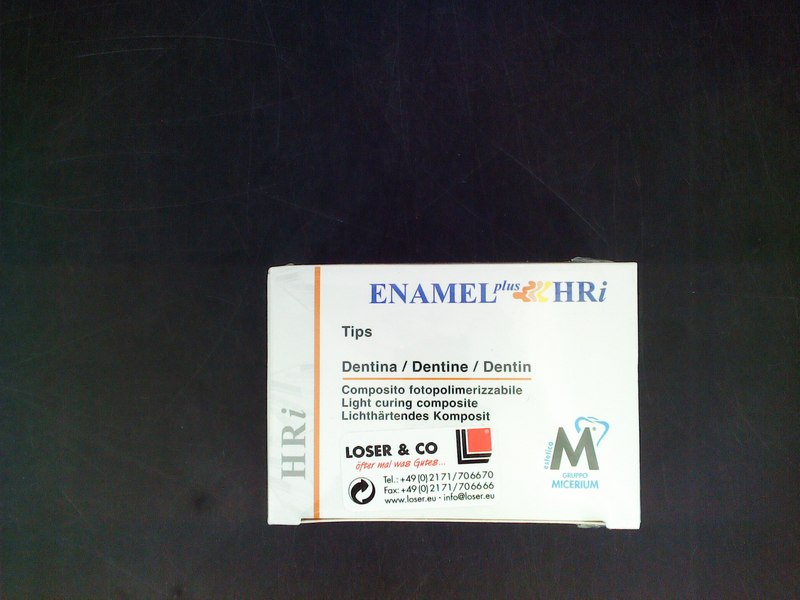 ENAMEL plus HRi
Tips
Dentina / Dentine / Dentin
Composito fotopolimerizzabile
Light curing composite
Lichthärtendes Komposit
HRi
LOSER & CO
öfter mal was Gutes...
Tel.: +49 (0) 2171/706670
Fax: +49 (0) 2171/706666
www.loser.eu - info@loser.eu
estetica
M
GRUPPO
MICERIUM